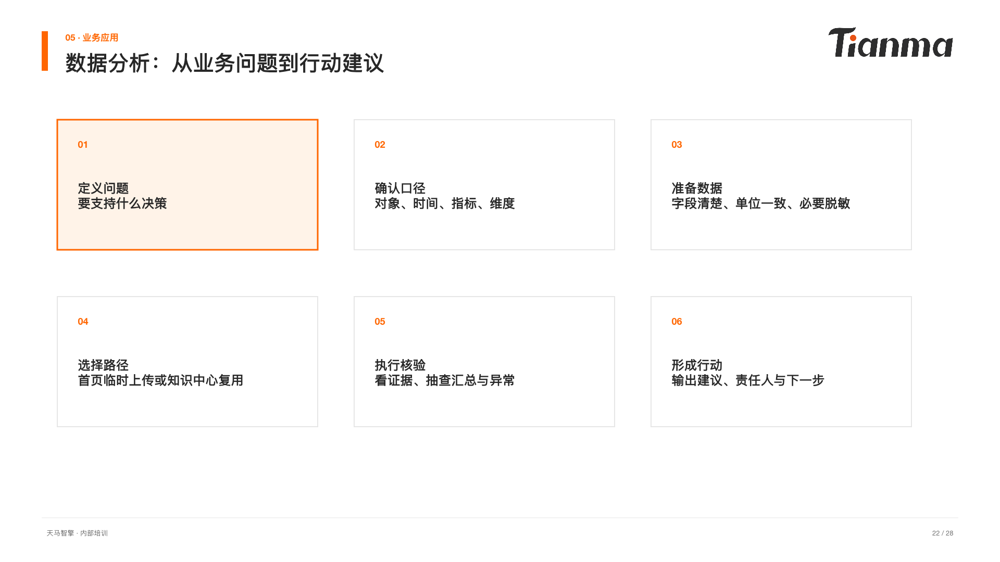 05 · 业务应用
数据分析：从业务问题到行动建议
Tianma
01
定义问题
要支持什么决策
02
确认口径
对象、时间、指标、维度
03
准备数据
字段清楚、单位一致、必要脱敏
04
选择路径
首页临时上传或知识中心复用
05
执行核验
看证据、抽查汇总与异常
06
形成行动
输出建议、责任人与下一步
天马智擎 · 内部培训
22 / 28